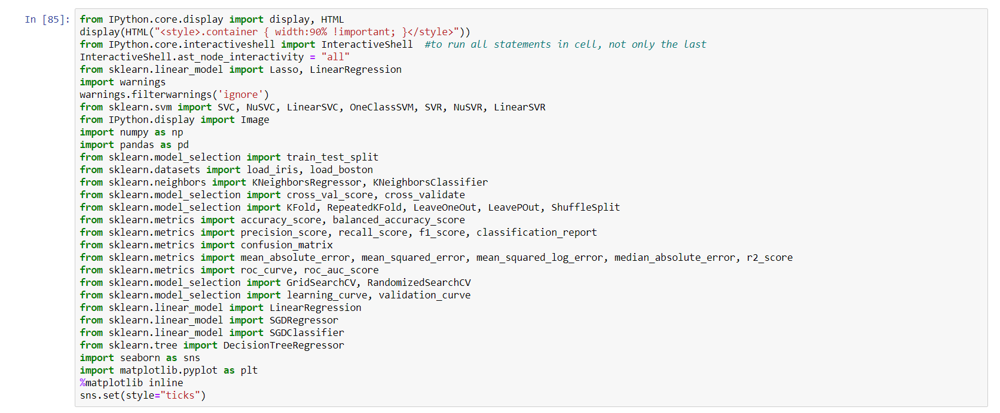 In [85]: from IPython.core.display import display, HTML
display(HTML("<style>.container { width:90% !important; }</style>"))
from IPython.core.interactiveshell import InteractiveShell  #to run all statements in cell, not only the last
InteractiveShell.ast_node_interactivity = "all"
from sklearn.linear_model import Lasso, LinearRegression
import warnings
warnings.filterwarnings('ignore')
from sklearn.svm import SVC, NuSVC, LinearSVC, OneClassSVM, SVR, NuSVR, LinearSVR
from IPython.display import Image
import numpy as np
import pandas as pd
from sklearn.model_selection import train_test_split
from sklearn.datasets import load_iris, load_boston
from sklearn.neighbors import KNeighborsRegressor, KNeighborsClassifier
from sklearn.model_selection import cross_val_score, cross_validate
from sklearn.model_selection import KFold, RepeatedKFold, LeaveOneOut, LeavePOut, ShuffleSplit
from sklearn.metrics import accuracy_score, balanced_accuracy_score
from sklearn.metrics import precision_score, recall_score, f1_score, classification_report
from sklearn.metrics import confusion_matrix
from sklearn.metrics import mean_absolute_error, mean_squared_error, mean_squared_log_error, median_absolute_error, r2_score
from sklearn.metrics import roc_curve, roc_auc_score
from sklearn.model_selection import GridSearchCV, RandomizedSearchCV
from sklearn.model_selection import learning_curve, validation_curve
from sklearn.linear_model import LinearRegression
from sklearn.linear_model import SGDRegressor
from sklearn.linear_model import SGDClassifier
from sklearn.tree import DecisionTreeRegressor
import seaborn as sns
import matplotlib.pyplot as plt
%matplotlib inline
sns.set(style="ticks")